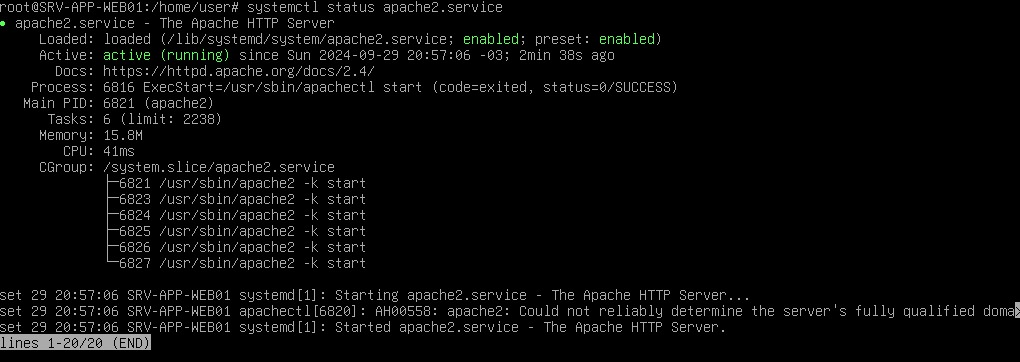 root@SRV-APP-WEB01:/home/user# systemctl status apache2.service
● apache2.service - The Apache HTTP Server
     Loaded: loaded (/lib/systemd/system/apache2.service; enabled; preset: enabled)
     Active: active (running) since Sun 2024-09-29 20:57:06 -03; 2min 38s ago
       Docs: https://httpd.apache.org/docs/2.4/
    Process: 6816 ExecStart=/usr/sbin/apachectl start (code=exited, status=0/SUCCESS)
   Main PID: 6821 (apache2)
      Tasks: 6 (limit: 2238)
     Memory: 15.8M
        CPU: 41ms
     CGroup: /system.slice/apache2.service
             ├─6821 /usr/sbin/apache2 -k start
             ├─6823 /usr/sbin/apache2 -k start
             ├─6824 /usr/sbin/apache2 -k start
             ├─6825 /usr/sbin/apache2 -k start
             ├─6826 /usr/sbin/apache2 -k start
             └─6827 /usr/sbin/apache2 -k start

set 29 20:57:06 SRV-APP-WEB01 systemd[1]: Starting apache2.service - The Apache HTTP Server...
set 29 20:57:06 SRV-APP-WEB01 apachectl[6820]: AH00558: apache2: Could not reliably determine the server's fully qualified doma>
set 29 20:57:06 SRV-APP-WEB01 systemd[1]: Started apache2.service - The Apache HTTP Server.
lines 1-20/20 (END)